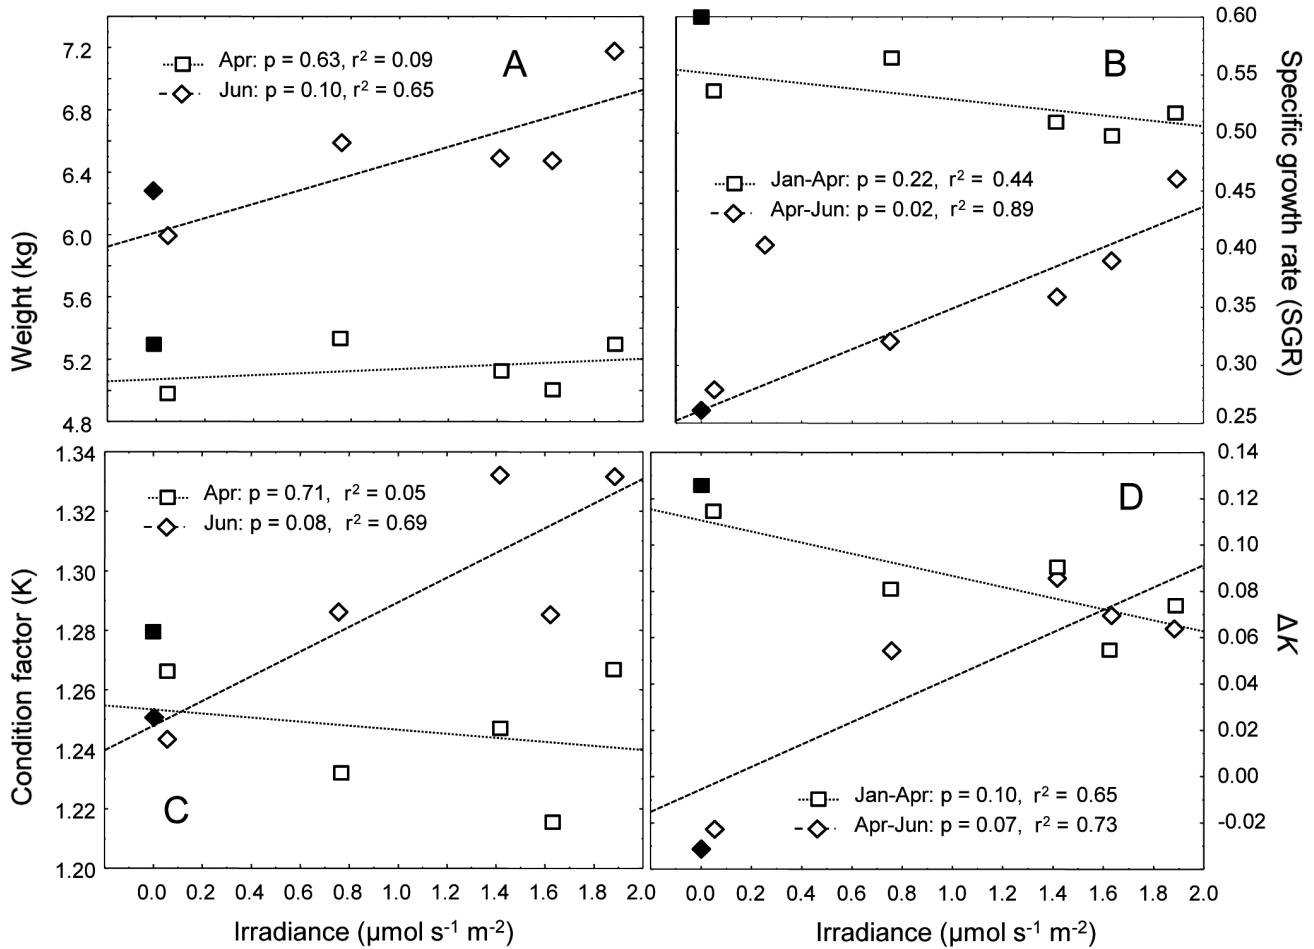 7.2
6.8
6.4
6.0
5.6
5.2
4.8
Weight (kg)
Apr: p = 0.63, r² = 0.09
Jun: p = 0.10, r² = 0.65
A
0.60
0.55
0.50
0.45
0.40
0.35
0.30
0.25
Specific growth rate (SGR)
B
Jan-Apr: p = 0.22, r² = 0.44
Apr-Jun: p = 0.02, r² = 0.89
1.34
1.32
1.30
1.28
1.26
1.24
1.22
1.20
Condition factor (K)
Apr: p = 0.71, r² = 0.05
Jun: p = 0.08, r² = 0.69
C
0.0 0.2 0.4 0.6 0.8 1.0 1.2 1.4 1.6 1.8 2.0
Irradiance (µmol s⁻¹ m⁻²)
0.14
0.12
0.10
0.08
0.06
0.04
0.02
0.00
-0.02
ΔK
D
Jan-Apr: p = 0.10, r² = 0.65
Apr-Jun: p = 0.07, r² = 0.73
0.0 0.2 0.4 0.6 0.8 1.0 1.2 1.4 1.6 1.8 2.0
Irradiance (µmol s⁻¹ m⁻²)